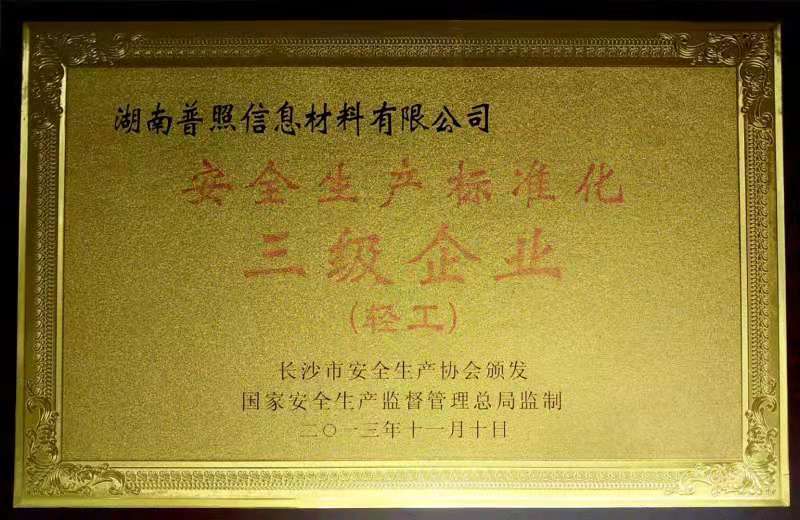 湖南普照信息材料有限公司
安全生产标准化
三级企业
(轻工)
长沙市安全生产协会颁发
国家安全生产监督管理总局监制
二〇一三年十一月十日